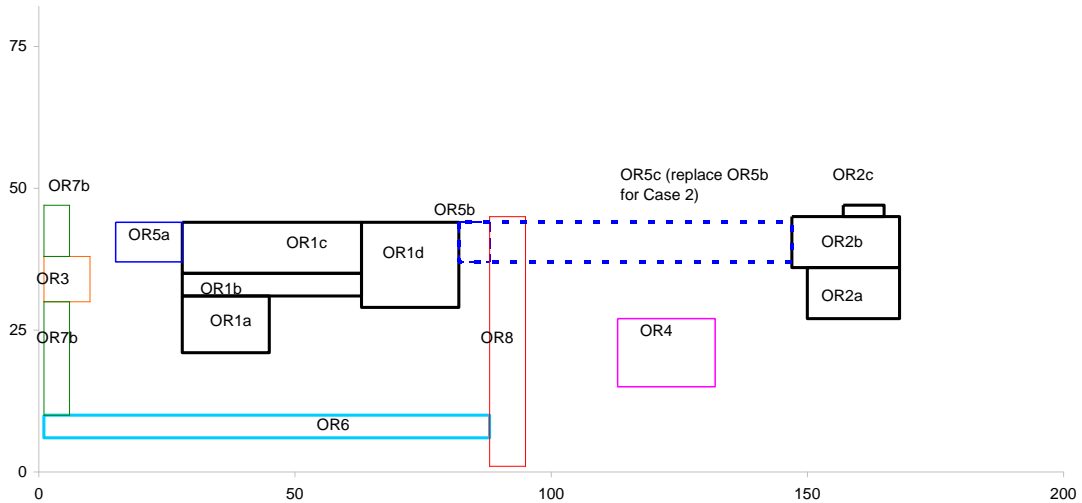 75
OR5c (replace OR5b
for Case 2)
OR2c
OR7b
50
OR5b
OR5a
OR1c
OR1d
OR2b
OR3
OR1b
OR2a
OR1a
OR7b
OR8
OR4
25
OR6
0
0
50
100
150
200